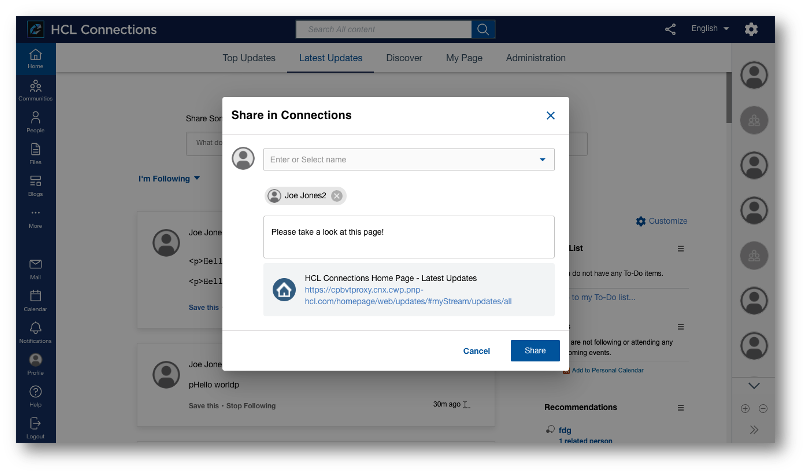 HCL Connections
Search All content
English
Home
Communities
People
Files
Blogs
More
Mail
Calendar
Notifications
Profile
Help
Logout
Top Updates
Latest Updates
Discover
My Page
Administration
Share Sor
What do
I'm Following
Joe Jone
<p>Bell
<p>Bell
Save this ·
Joe Jone
pHello worldp
Save this · Stop Following
30m ago
Share in Connections
Enter or Select name
Joe Jones2
Please take a look at this page!
HCL Connections Home Page - Latest Updates
https://cpbvtproxy.cnx.cwp.pnp-
hcl.com/homepage/web/updates/#myStream/updates/all
Cancel
Share
Customize
List
do not have any To-Do items.
to my To-Do list...
s
are not following or attending any
oming events.
Add to Personal Calendar
Recommendations
fdg
1 related person